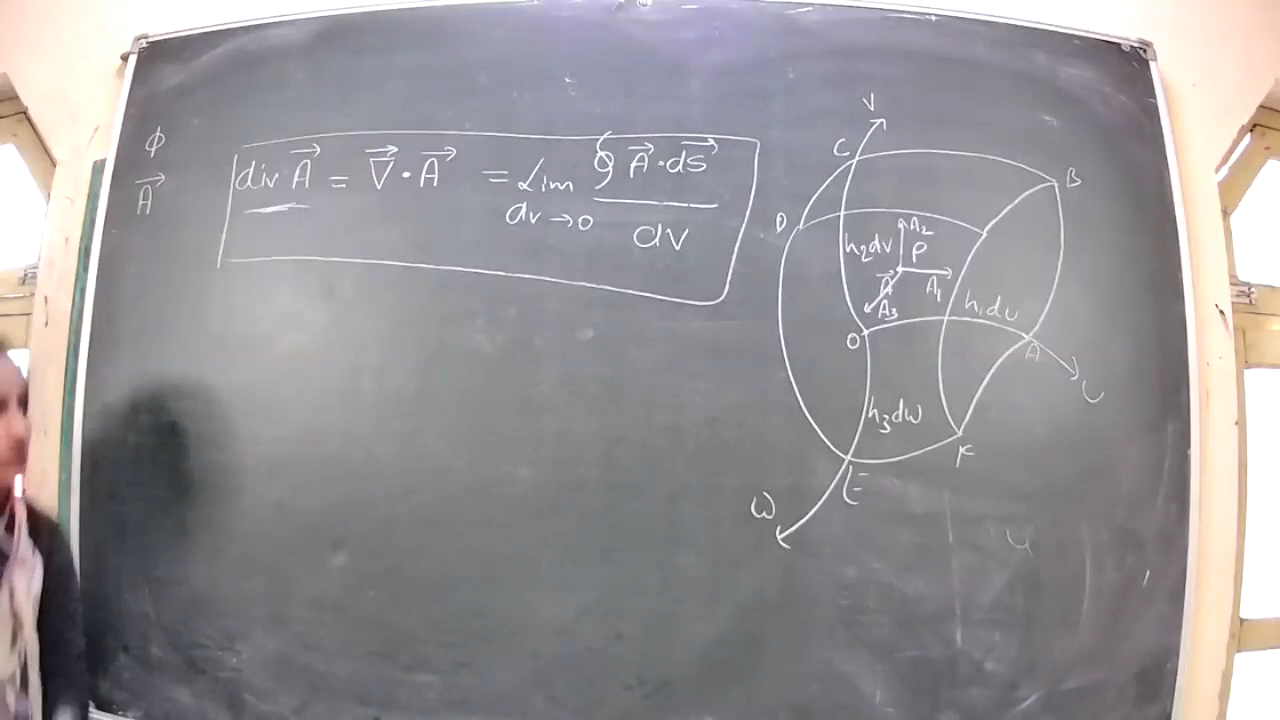 ϕ
A⃗
div A⃗ = ∇⃗ · A⃗ = Lim dv→0 ∮ A⃗ · ds⃗ / dv
V
C
B
D
A₂
h₂dv
P
A⃗
A₁
A₃
h₁du
O
A
U
h₃dw
F
E
W
u